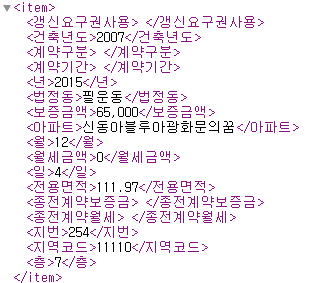 ▼<item>
<갱신요구권사용> </갱신요구권사용>
<건축년도>2007</건축년도>
<계약구분> </계약구분>
<계약기간> </계약기간>
<년>2015</년>
<법정동>필운동</법정동>
<보증금액>65,000</보증금액>
<아파트>신동아블루아광화문의꿈</아파트>
<월>12</월>
<월세금액>0</월세금액>
<일>4</일>
<전용면적>111.97</전용면적>
<종전계약보증금> </종전계약보증금>
<종전계약월세> </종전계약월세>
<지번>254</지번>
<지역코드>11110</지역코드>
<층>7</층>
</item>